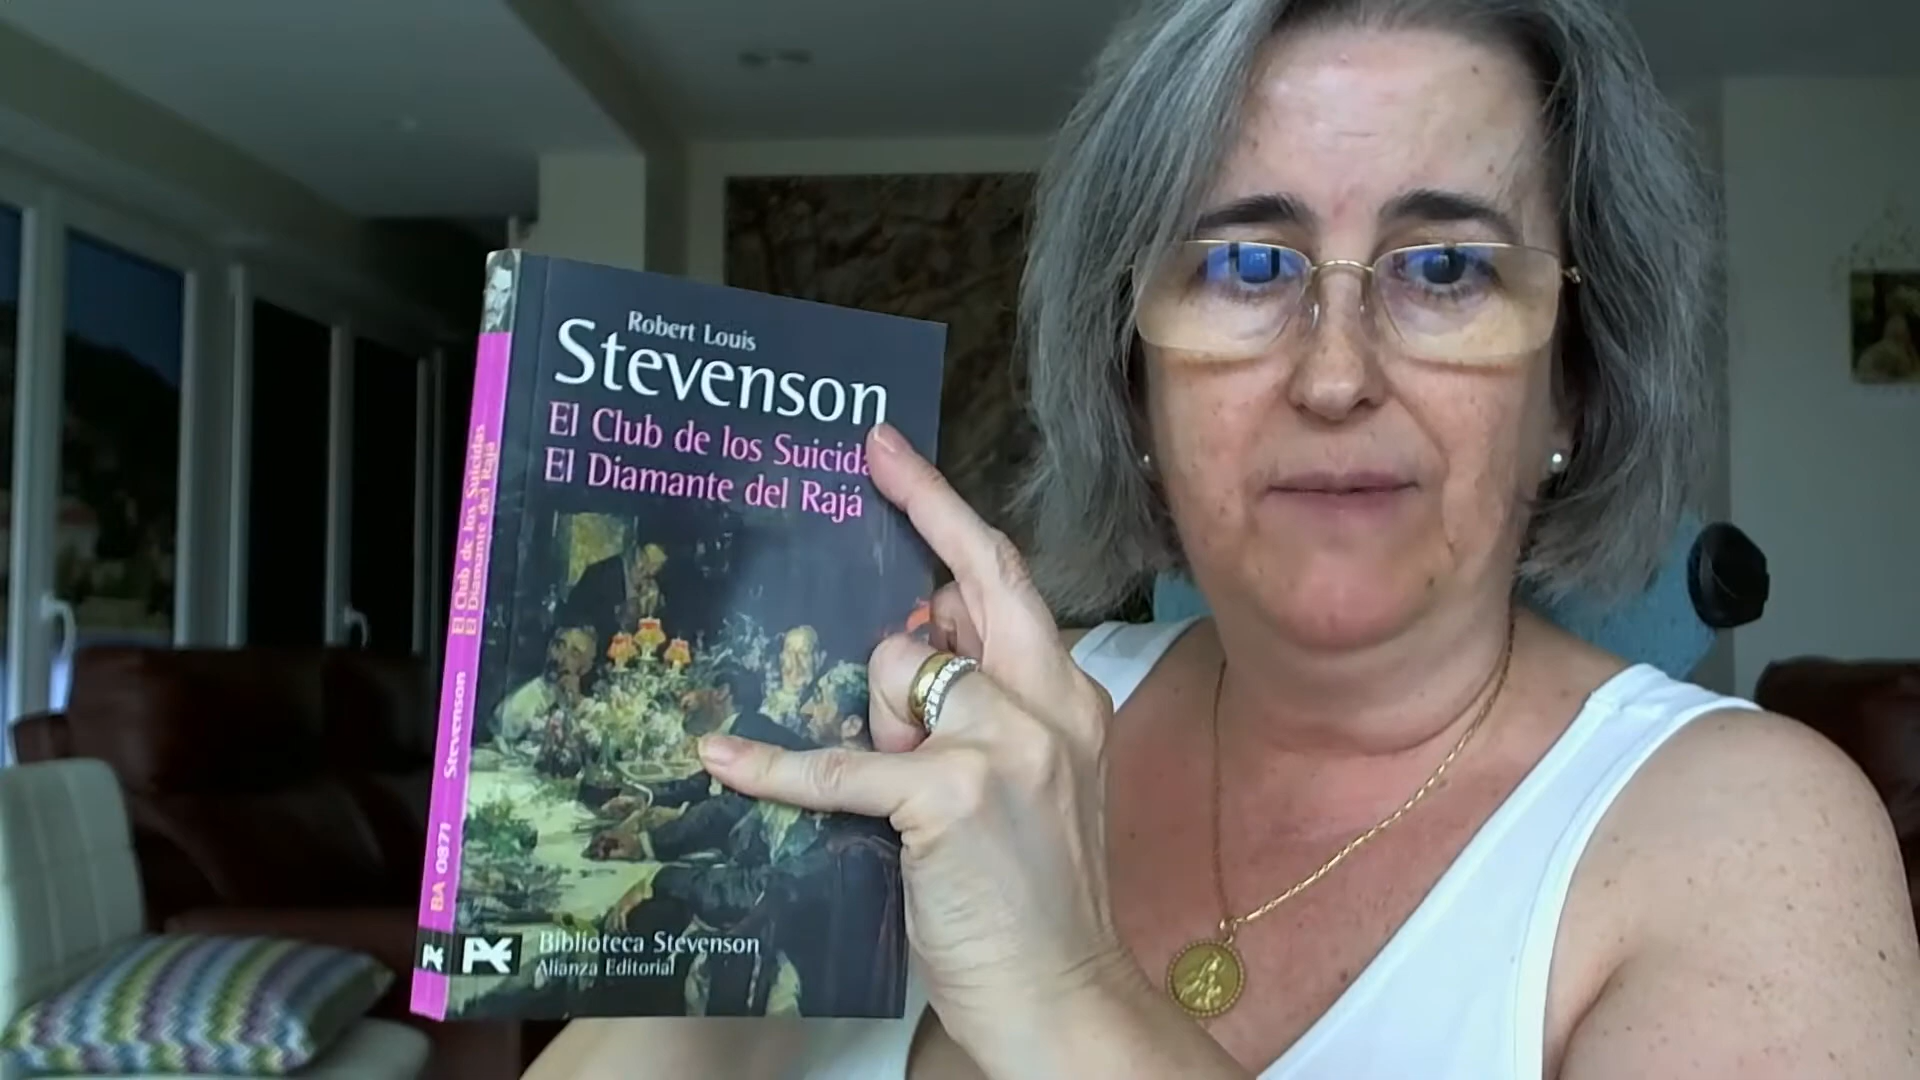 Robert Louis
Stevenson
El Club de los Suicida
El Diamante del Rajá
Biblioteca Stevenson
Alianza Editorial
El Club de los Suicidas
El Diamante del Rajá
Stevenson
BA 0871